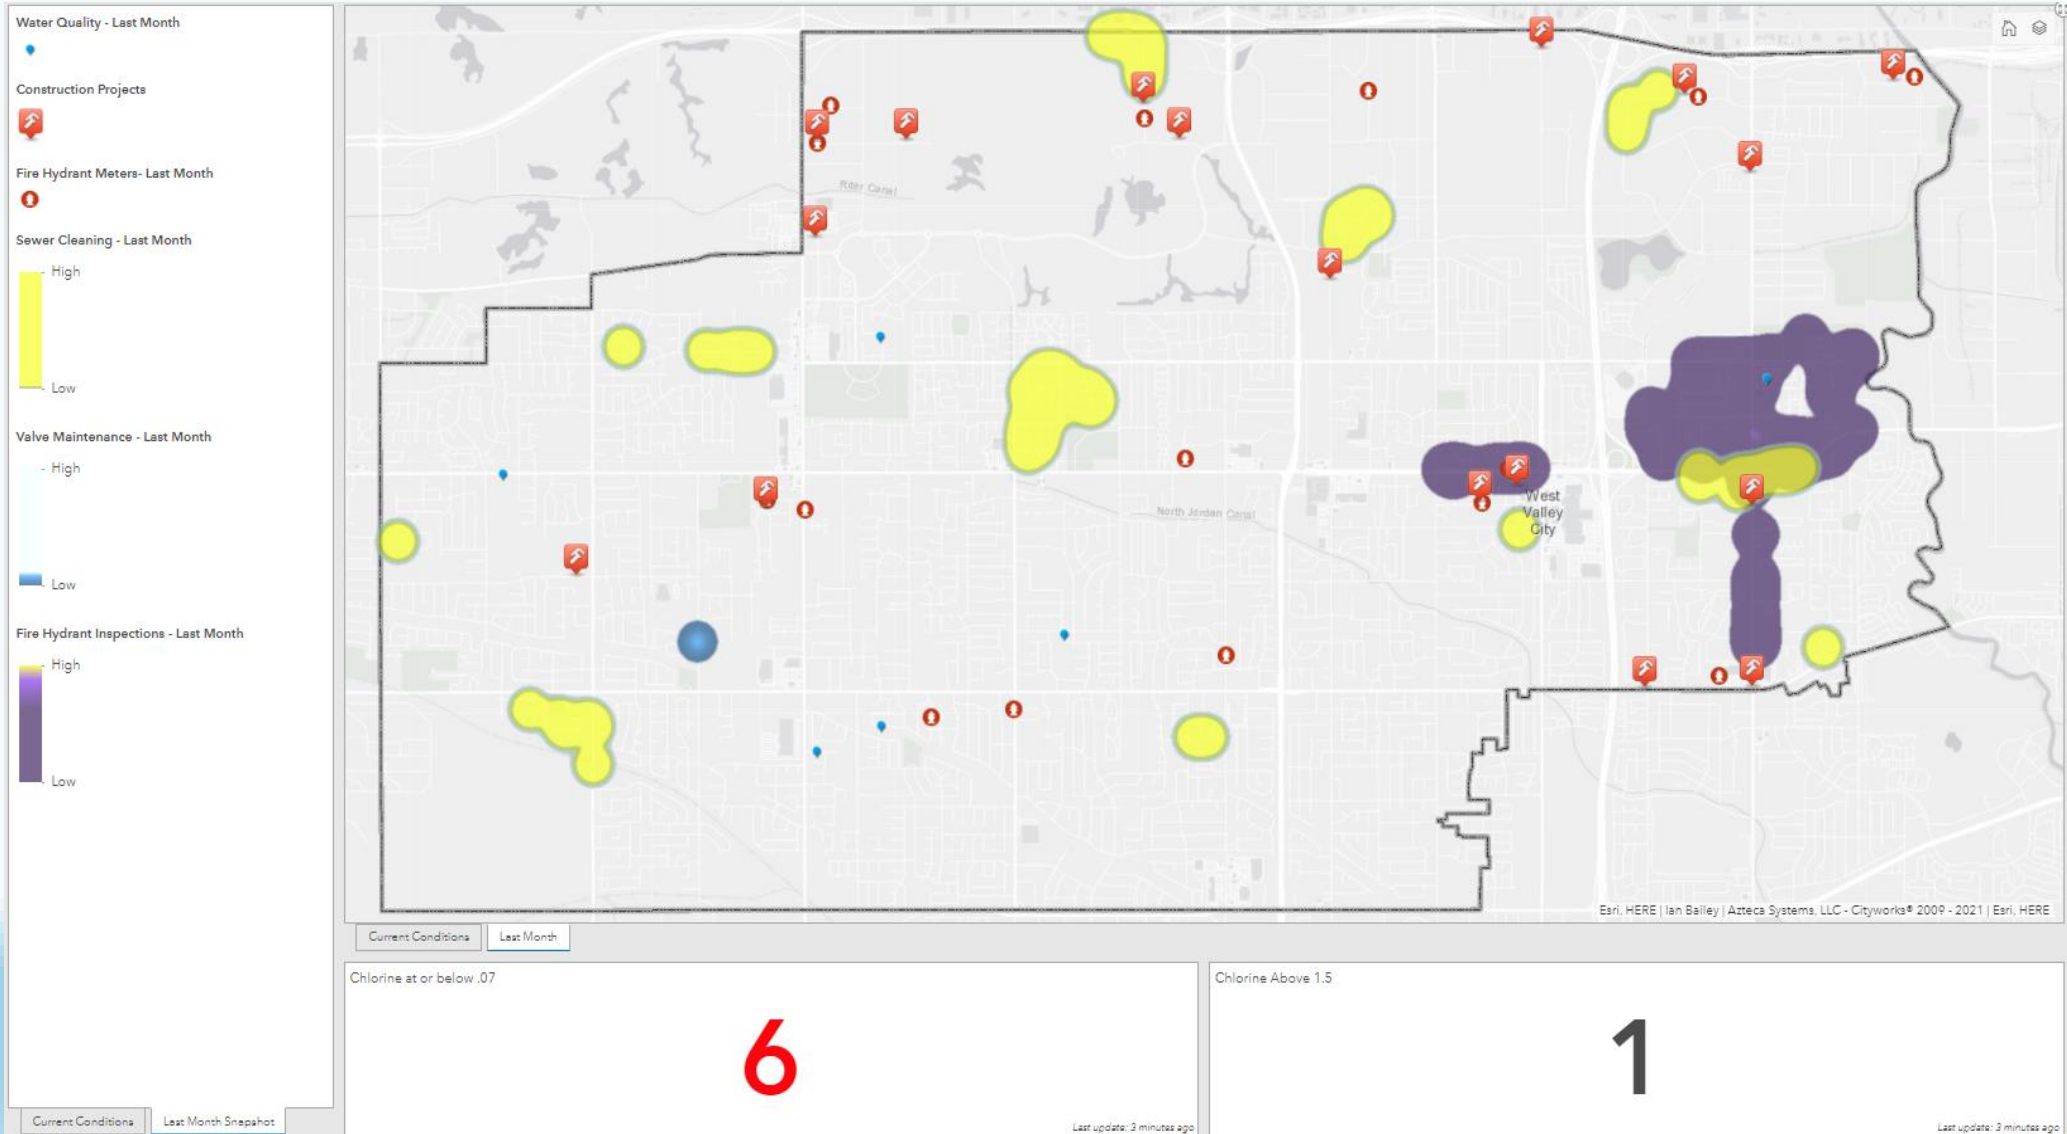 Water Quality - Last Month
Construction Projects
Fire Hydrant Meters- Last Month
Sewer Cleaning - Last Month
High
Low
Valve Maintenance - Last Month
High
Low
Fire Hydrant Inspections - Last Month
High
Low
Current Conditions
Last Month Snapshot
Riter Canal
North Jordan Canal
West
Valley
City
Esri, HERE | Ian Bailey | Azteca Systems, LLC - Cityworks® 2009 - 2021 | Esri, HERE
Current Conditions
Last Month
Chlorine at or below .07
6
Last update: 3 minutes ago
Chlorine Above 1.5
1
Last update: 3 minutes ago